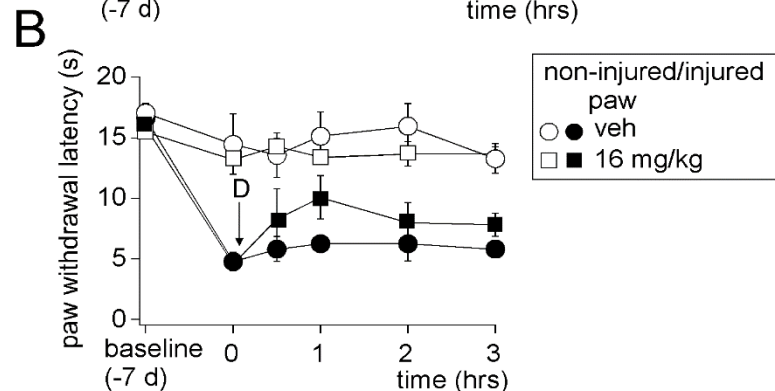 (-7 d) time (hrs)
B
paw withdrawal latency (s)
20
15
10
5
0
D
non-injured/injured
paw
veh
16 mg/kg
baseline 0 1 2 3
(-7 d) time (hrs)